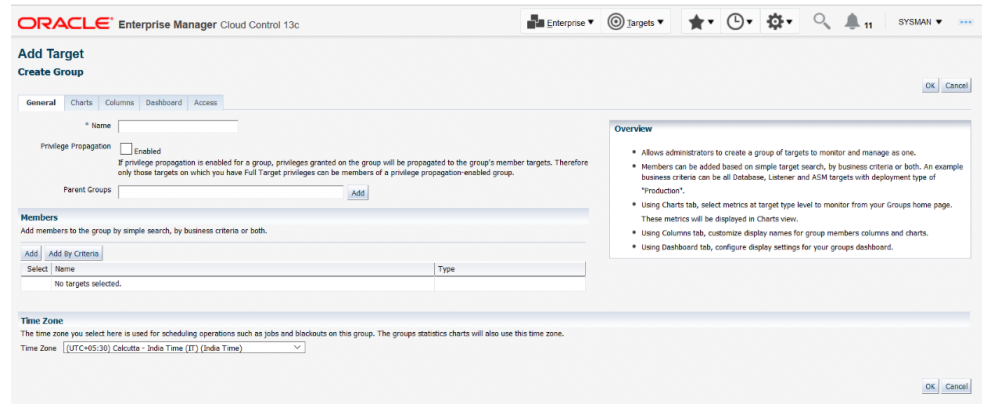 ORACLE Enterprise Manager Cloud Control 13c Enterprise Targets 11 SYSMAN
Add Target
Create Group
OK Cancel
General Charts Columns Dashboard Access
* Name
Privilege Propagation Enabled
If privilege propagation is enabled for a group, privileges granted on the group will be propagated to the group's member targets. Therefore
only those targets on which you have Full Target privileges can be members of a privilege propagation-enabled group.
Parent Groups Add
Members
Add members to the group by simple search, by business criteria or both.
Add Add By Criteria
Select Name Type
No targets selected.
Overview
• Allows administrators to create a group of targets to monitor and manage as one.
• Members can be added based on simple target search, by business criteria or both. An example
business criteria can be all Database, Listener and ASM targets with deployment type of
"Production".
• Using Charts tab, select metrics at target type level to monitor from your Groups home page.
These metrics will be displayed in Charts view.
• Using Columns tab, customize display names for group members columns and charts.
• Using Dashboard tab, configure display settings for your groups dashboard.
Time Zone
The time zone you select here is used for scheduling operations such as jobs and blackouts on this group. The groups statistics charts will also use this time zone.
Time Zone (UTC+05:30) Calcutta - India Time (IT) (India Time)
OK Cancel